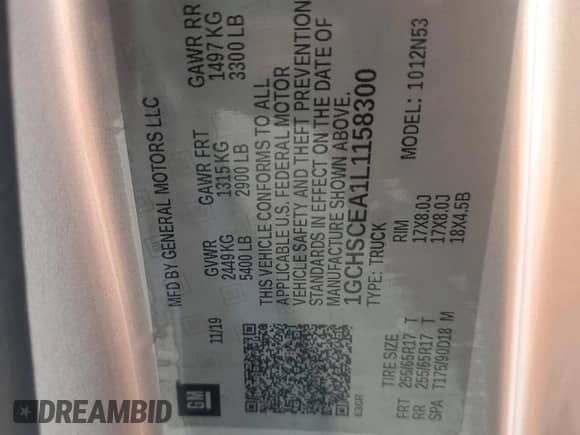 GM
11/19
MFD BY GENERAL MOTORS LLC
GVWR GAWR FRT GAWR RR
2449 KG 1315 KG 1497 KG
5400 LB 2900 LB 3300 LB
THIS VEHICLE CONFORMS TO ALL
APPLICABLE U.S. FEDERAL MOTOR
VEHICLE SAFETY AND THEFT PREVENTION
STANDARDS IN EFFECT ON THE DATE OF
MANUFACTURE SHOWN ABOVE.
1GCHSCEA1L1158300
TYPE: TRUCK MODEL: 1012N53
TIRE SIZE RIM
FRT 255/65R17 T 17X8.0J
RR 255/65R17 T 17X8.0J
SPA T175/90D18 M 18X4.5B
DREAMBID